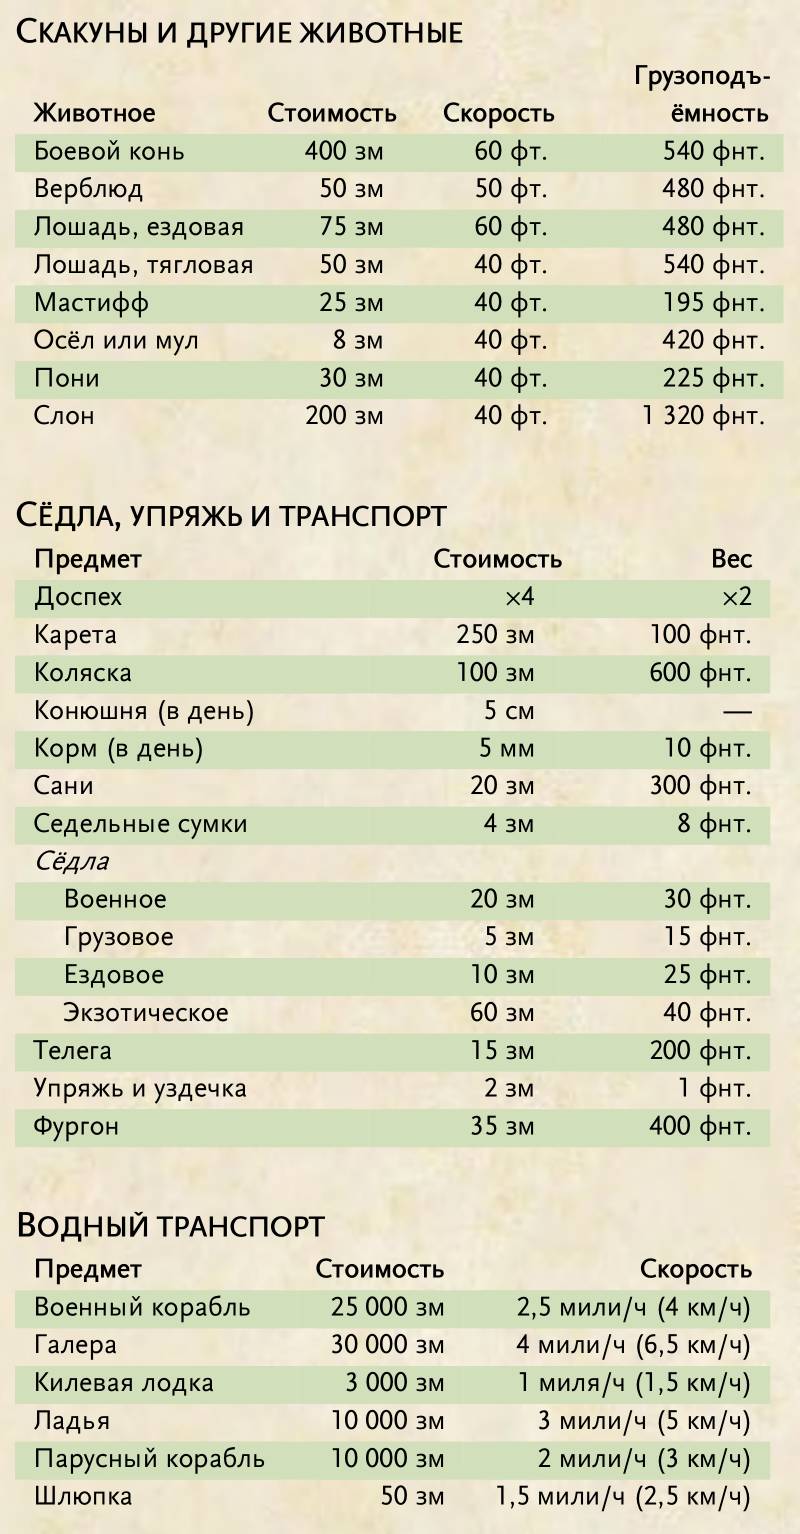 Скакуны и другие животные
Грузоподъ-
Животное Стоимость Скорость ёмность
Боевой конь 400 зм 60 фт. 540 фнт.
Верблюд 50 зм 50 фт. 480 фнт.
Лошадь, ездовая 75 зм 60 фт. 480 фнт.
Лошадь, тягловая 50 зм 40 фт. 540 фнт.
Мастифф 25 зм 40 фт. 195 фнт.
Осёл или мул 8 зм 40 фт. 420 фнт.
Пони 30 зм 40 фт. 225 фнт.
Слон 200 зм 40 фт. 1 320 фнт.
Сёдла, упряжь и транспорт
Предмет Стоимость Вес
Доспех ×4 ×2
Карета 250 зм 100 фнт.
Коляска 100 зм 600 фнт.
Конюшня (в день) 5 см —
Корм (в день) 5 мм 10 фнт.
Сани 20 зм 300 фнт.
Седельные сумки 4 зм 8 фнт.
Сёдла
Военное 20 зм 30 фнт.
Грузовое 5 зм 15 фнт.
Ездовое 10 зм 25 фнт.
Экзотическое 60 зм 40 фнт.
Телега 15 зм 200 фнт.
Упряжь и уздечка 2 зм 1 фнт.
Фургон 35 зм 400 фнт.
Водный транспорт
Предмет Стоимость Скорость
Военный корабль 25 000 зм 2,5 мили/ч (4 км/ч)
Галера 30 000 зм 4 мили/ч (6,5 км/ч)
Килевая лодка 3 000 зм 1 миля/ч (1,5 км/ч)
Ладья 10 000 зм 3 мили/ч (5 км/ч)
Парусный корабль 10 000 зм 2 мили/ч (3 км/ч)
Шлюпка 50 зм 1,5 мили/ч (2,5 км/ч)